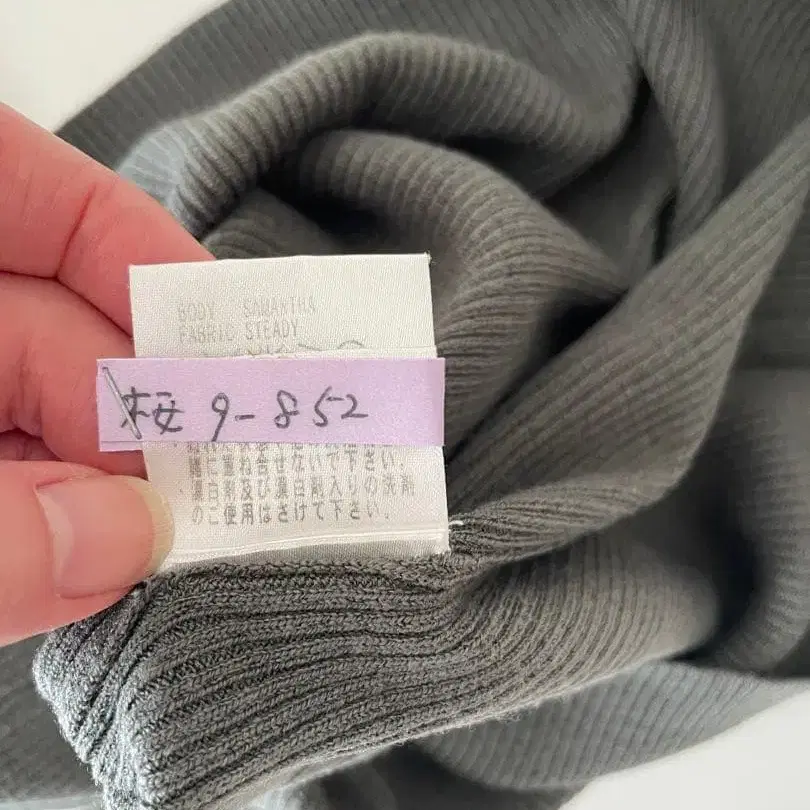 BODY SAMANTHA
FABRIC STEADY
桜 9-852
緒に重ね合せないで下さい.
.漂白剤及び漂白剤入りの洗剤
のご使用はさけて下さい.